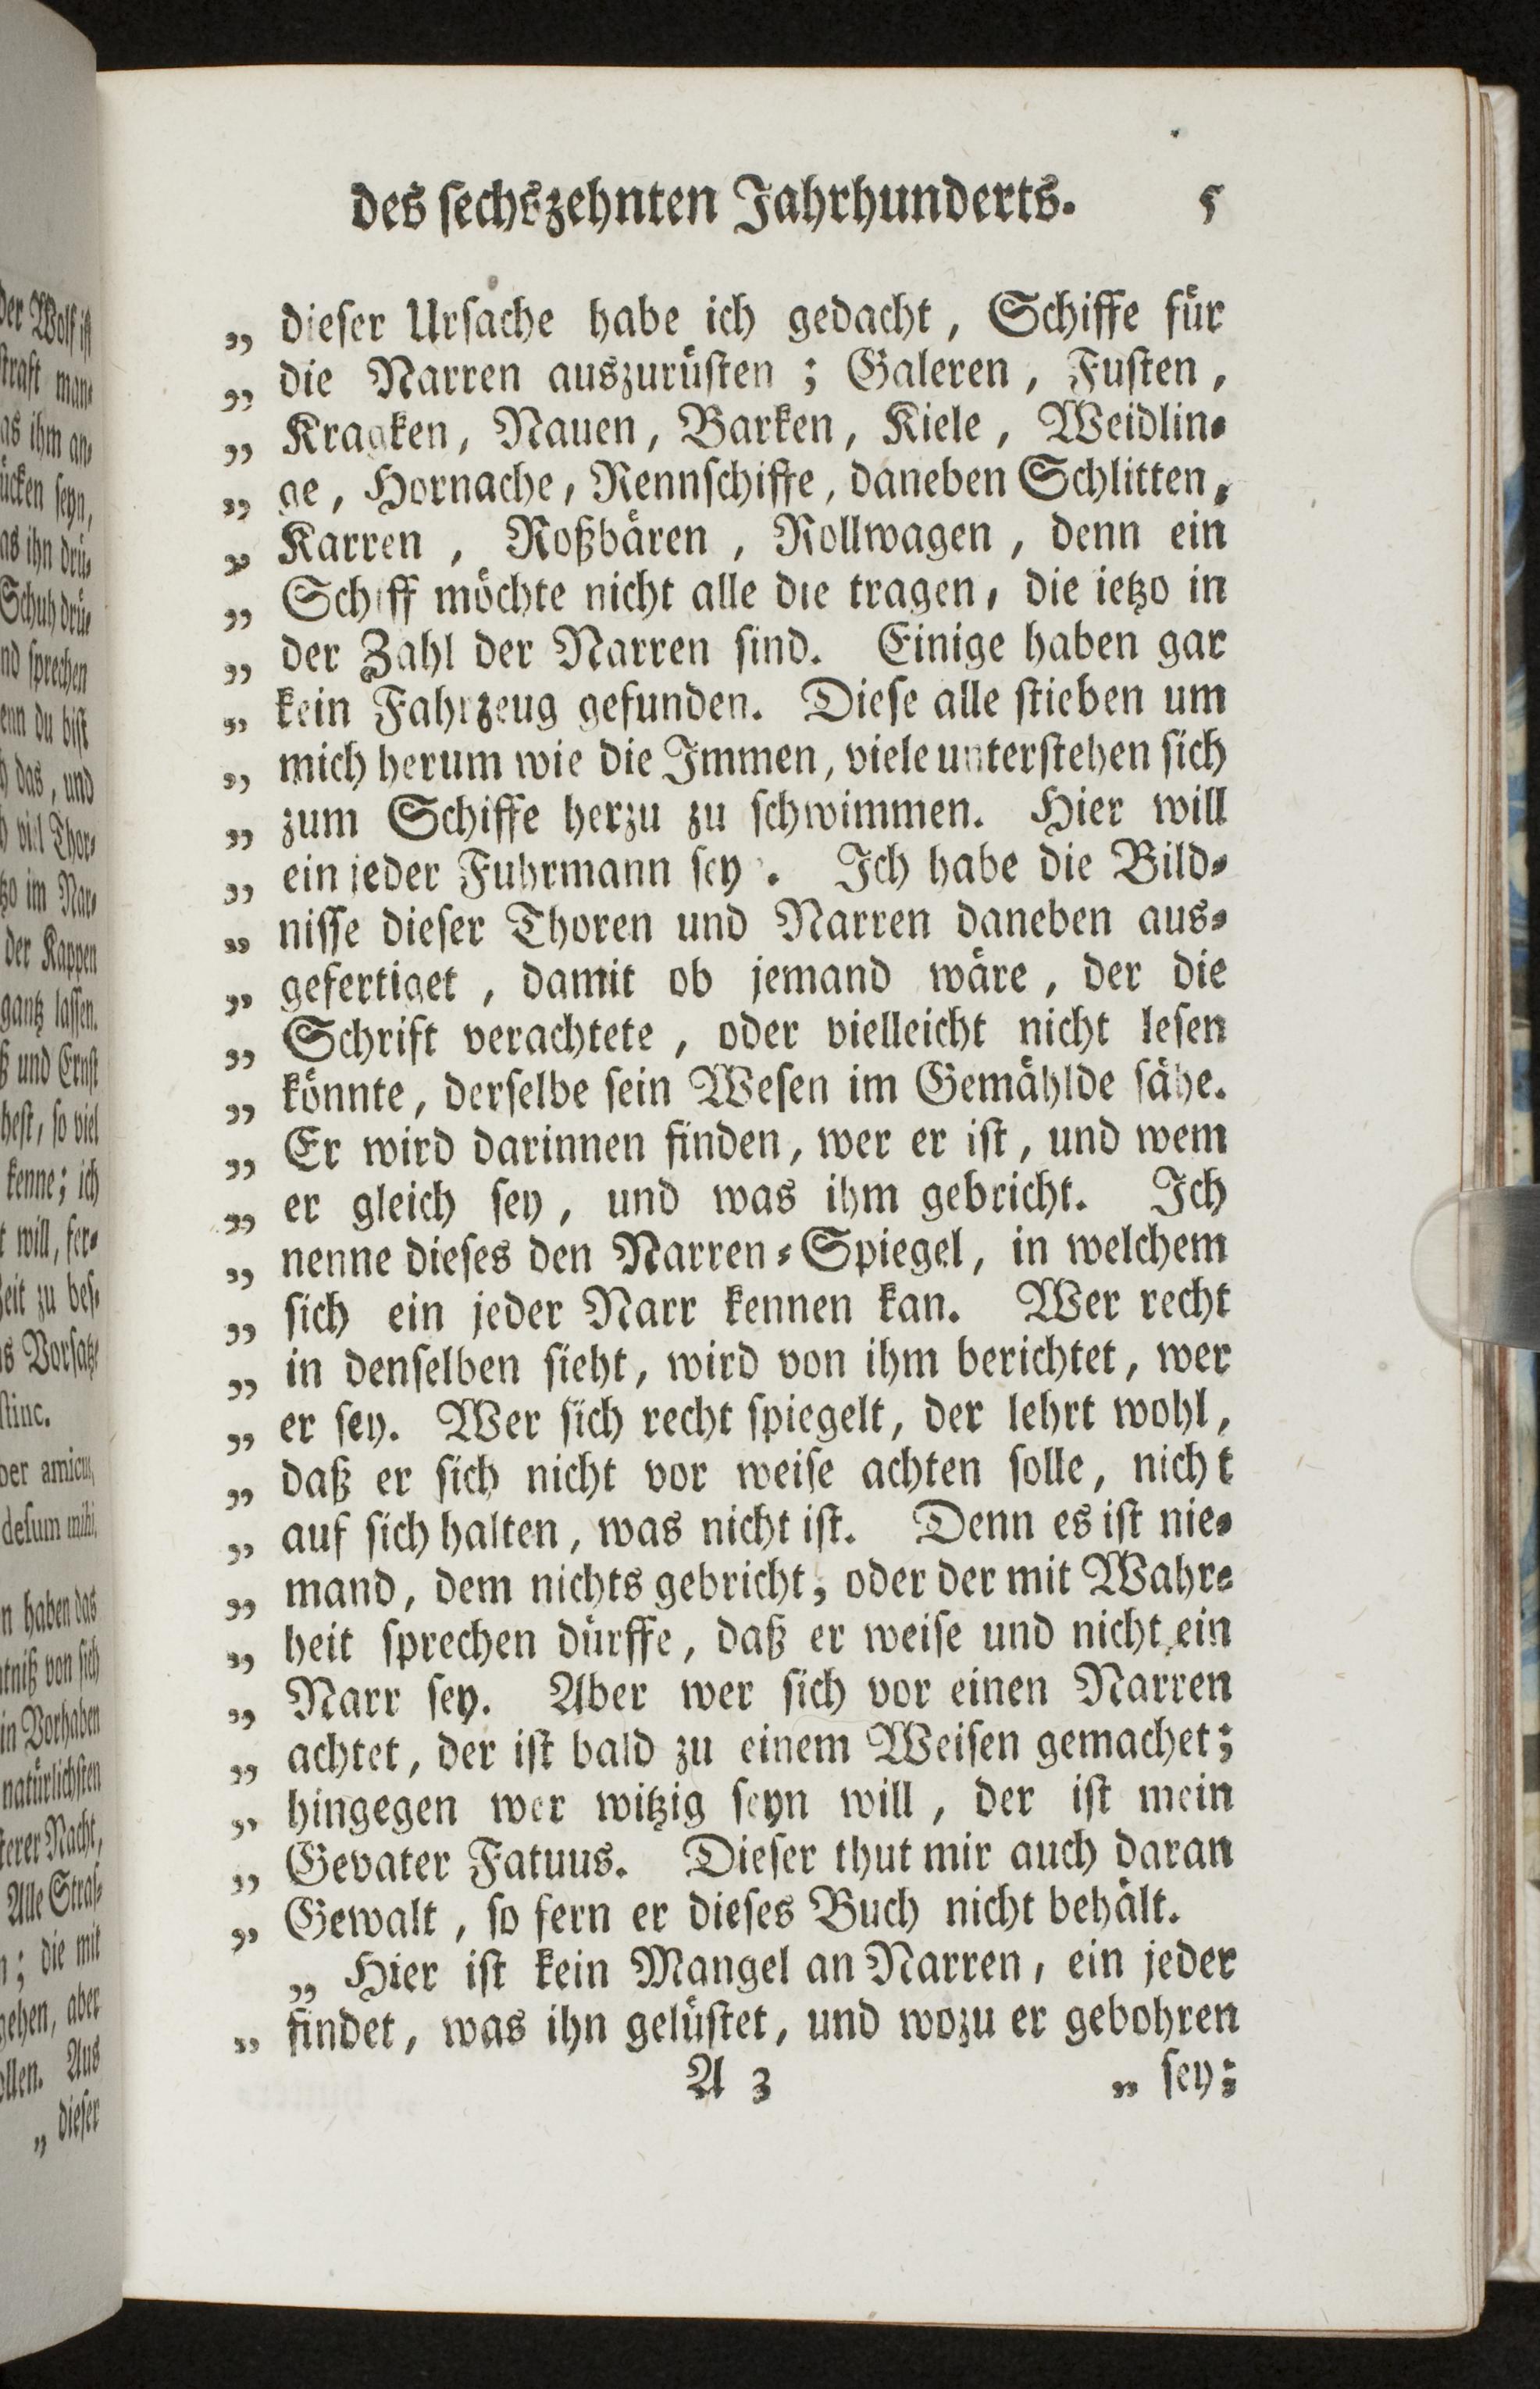 des sechszehnten Jahrhunderts. 5
„ dieser Ursache habe ich gedacht, Schiffe für
„ die Narren auszurüsten; Galeren, Fusten,
„ Kragken, Nauen, Barken, Kiele, Weidlin⸗
„ ge, Hornache, Rennschiffe, daneben Schlitten,
„ Karren, Roßbären, Rollwagen, denn ein
„ Schiff möchte nicht alle die tragen, die ietzo in
„ der Zahl der Narren sind. Einige haben gar
„ kein Fahrzeug gefunden. Diese alle stieben um
„ mich herum wie die Immen, viele unterstehen sich
„ zum Schiffe herzu zu schwimmen. Hier will
„ ein jeder Fuhrmann sey . Ich habe die Bild⸗
„ nisse dieser Thoren und Narren daneben aus⸗
„ gefertiget, damit ob jemand wäre, der die
„ Schrift verachtete, oder vielleicht nicht lesen
„ könnte, derselbe sein Wesen im Gemählde sähe.
„ Er wird darinnen finden, wer er ist, und wem
„ er gleich sey, und was ihm gebricht. Ich
„ nenne dieses den Narren⸗Spiegel, in welchem
„ sich ein jeder Narr kennen kan. Wer recht
„ in denselben sieht, wird von ihm berichtet, wer
„ er sey. Wer sich recht spiegelt, der lehrt wohl,
„ daß er sich nicht vor weise achten solle, nicht
„ auf sich halten, was nicht ist. Denn es ist nie⸗
„ mand, dem nichts gebricht, oder der mit Wahr⸗
„ heit sprechen dürffe, daß er weise und nicht ein
„ Narr sey. Aber wer sich vor einen Narren
„ achtet, der ist bald zu einem Weisen gemachet;
„ hingegen wer witzig seyn will, der ist mein
„ Gevater Fatuus. Dieser thut mir auch daran
„ Gewalt, so fern er dieses Buch nicht behält.
„ Hier ist kein Mangel an Narren, ein jeder
„ findet, was ihn gelüstet, und wozu er gebohren
A 3 „ sey;